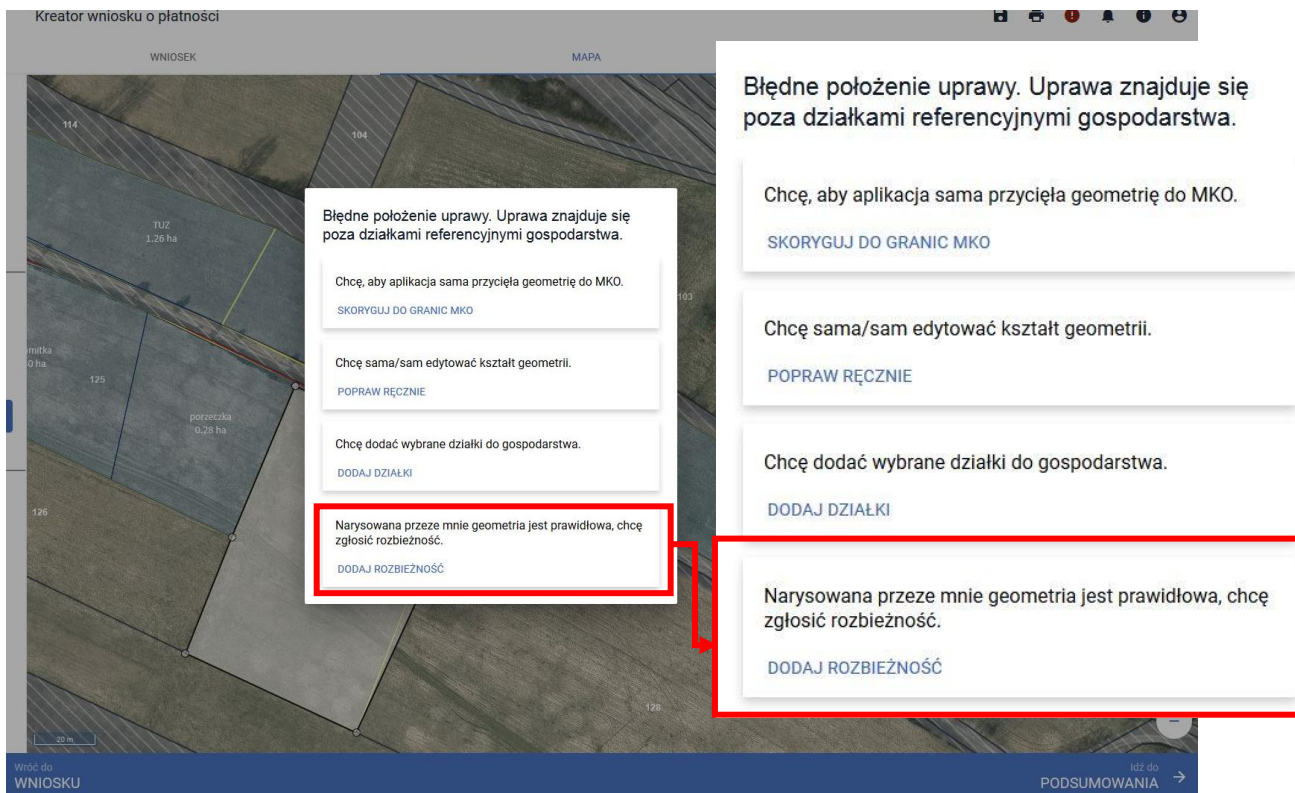 Kreator wniosku o płatności
WNIOSEK
MAPA
114
104
TUZ
1.26 ha
103
mitka
0 ha
125
porzeczka
0.28 ha
126
128
20 m
Błędne położenie uprawy. Uprawa znajduje się
poza działkami referencyjnymi gospodarstwa.
Chcę, aby aplikacja sama przycięła geometrię do MKO.
SKORYGUJ DO GRANIC MKO
Chcę sama/sam edytować kształt geometrii.
POPRAW RĘCZNIE
Chcę dodać wybrane działki do gospodarstwa.
DODAJ DZIAŁKI
Narysowana przeze mnie geometria jest prawidłowa, chcę
zgłosić rozbieżność.
DODAJ ROZBIEŻNOŚĆ
Błędne położenie uprawy. Uprawa znajduje się
poza działkami referencyjnymi gospodarstwa.
Chcę, aby aplikacja sama przycięła geometrię do MKO.
SKORYGUJ DO GRANIC MKO
Chcę sama/sam edytować kształt geometrii.
POPRAW RĘCZNIE
Chcę dodać wybrane działki do gospodarstwa.
DODAJ DZIAŁKI
Narysowana przeze mnie geometria jest prawidłowa, chcę
zgłosić rozbieżność.
DODAJ ROZBIEŻNOŚĆ
Wróć do
WNIOSKU
Idź do
PODSUMOWANIA